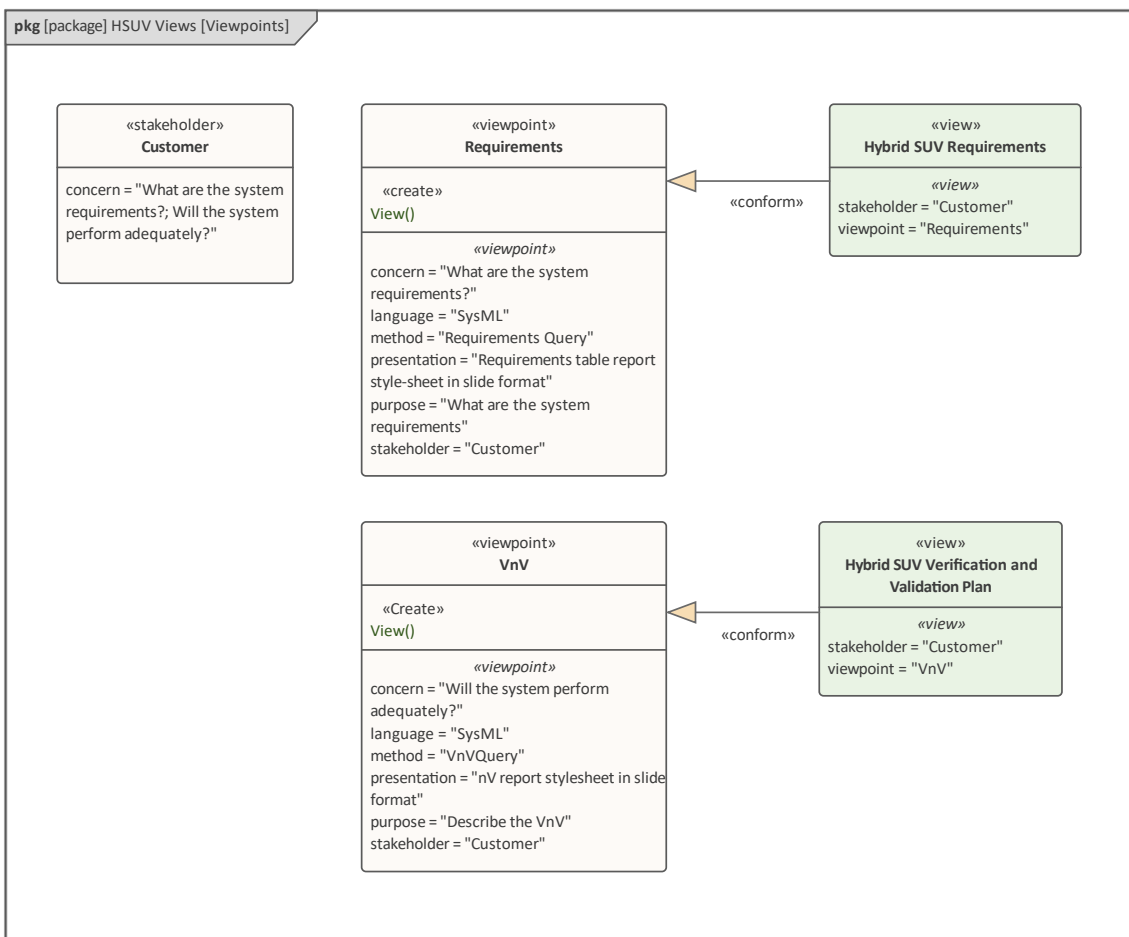 pkg [package] HSUV Views [Viewpoints]
«stakeholder»
Customer
concern = "What are the system
requirements?; Will the system
perform adequately?"
«viewpoint»
Requirements
«create»
View()
«viewpoint»
concern = "What are the system
requirements?"
language = "SysML"
method = "Requirements Query"
presentation = "Requirements table report
style-sheet in slide format"
purpose = "What are the system
requirements"
stakeholder = "Customer"
«conform»
«view»
Hybrid SUV Requirements
«view»
stakeholder = "Customer"
viewpoint = "Requirements"
«viewpoint»
VnV
«Create»
View()
«viewpoint»
concern = "Will the system perform
adequately?"
language = "SysML"
method = "VnVQuery"
presentation = "nV report stylesheet in slide
format"
purpose = "Describe the VnV"
stakeholder = "Customer"
«conform»
«view»
Hybrid SUV Verification and
Validation Plan
«view»
stakeholder = "Customer"
viewpoint = "VnV"